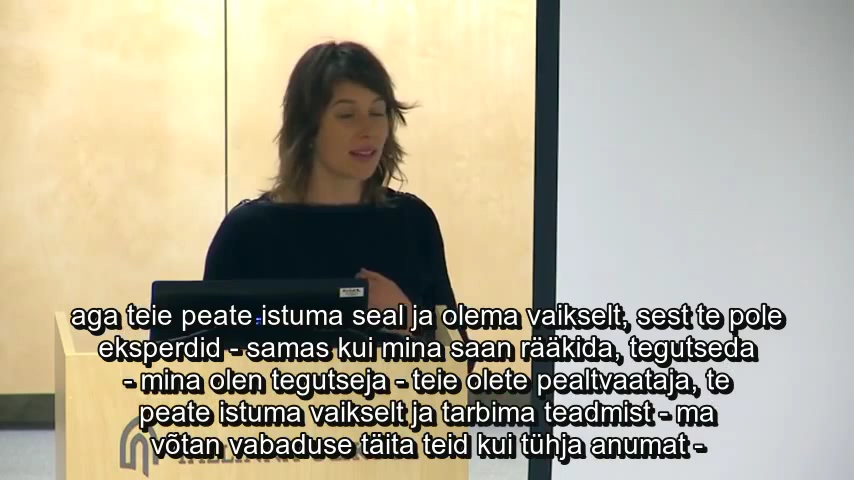 aga teie peate istuma seal ja olema vaikselt, sest te pole
eksperdid - samas kui mina saan rääkida, tegutseda
- mina olen tegutseja - teie olete pealtvaataja, te
peate istuma vaikselt ja tarbima teadmist - ma
võtan vabaduse täita teid kui tühja anumat -